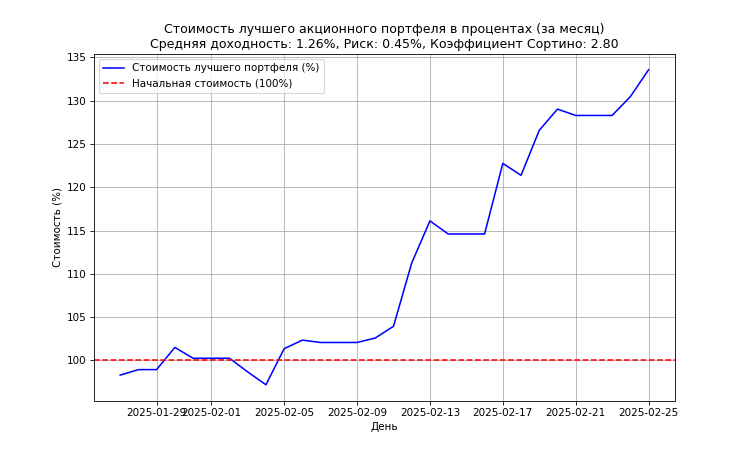 Стоимость лучшего акционного портфеля в процентах (за месяц)
Средняя доходность: 1.26%, Риск: 0.45%, Коэффициент Сортино: 2.80
Стоимость лучшего портфеля (%)
Начальная стоимость (100%)
Стоимость (%)
135
130
125
120
115
110
105
100
2025-01-29
2025-02-01
2025-02-05
2025-02-09
2025-02-13
2025-02-17
2025-02-21
2025-02-25
День